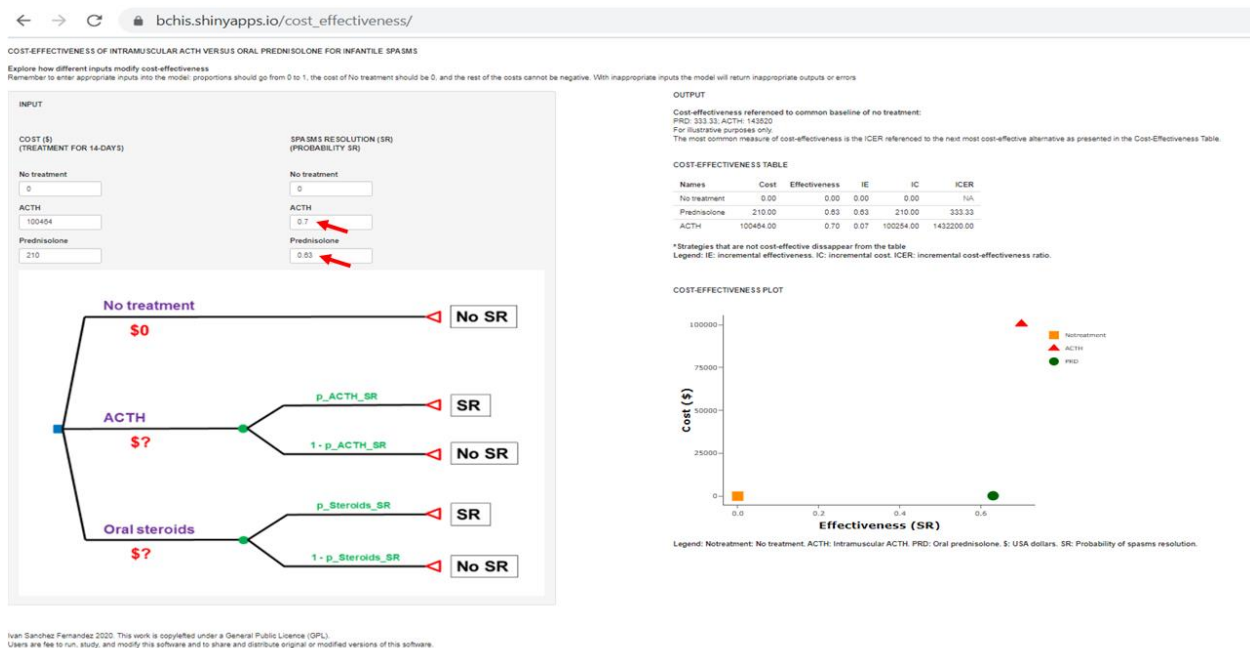 bchis.shinyapps.io/cost_effectiveness/
COST-EFFECTIVENESS OF INTRAMUSCULAR ACTH VERSUS ORAL PREDNISOLONE FOR INFANTILE SPASMS
Explore how different inputs modify cost-effectiveness
Remember to enter appropriate inputs into the model: proportions should go from 0 to 1, the cost of No treatment should be 0, and the rest of the costs cannot be negative. With inappropriate inputs the model will return inappropriate outputs or errors
INPUT
COST ($)
(TREATMENT FOR 14-DAYS)
No treatment
0
ACTH
100464
Prednisolone
210
SPASMS RESOLUTION (SR)
(PROBABILITY SR)
No treatment
0
ACTH
0.7
Prednisolone
0.63
No treatment
$0
No SR
ACTH
$?
p_ACTH_SR
SR
1 - p_ACTH_SR
No SR
Oral steroids
$?
p_Steroids_SR
SR
1 - p_Steroids_SR
No SR
OUTPUT
Cost-effectiveness referenced to common baseline of no treatment:
PRD: 333.33; ACTH: 143520
For illustrative purposes only.
The most common measure of cost-effectiveness is the ICER referenced to the next most cost-effective alternative as presented in the Cost-Effectiveness Table.
COST-EFFECTIVENESS TABLE
Names Cost Effectiveness IE IC ICER
No treatment 0.00 0.00 0.00 0.00 NA
Prednisolone 210.00 0.63 0.63 210.00 333.33
ACTH 100464.00 0.70 0.07 100254.00 1432200.00
*Strategies that are not cost-effective dissappear from the table
Legend: IE: incremental effectiveness. IC: incremental cost. ICER: incremental cost-effectiveness ratio.
COST-EFFECTIVENESS PLOT
100000
75000
50000
25000
0
Cost ($)
0.0 0.2 0.4 0.6
Effectiveness (SR)
Notreatment
ACTH
PRD
Legend: Notreatment: No treatment. ACTH: Intramuscular ACTH. PRD: Oral prednisolone. $: USA dollars. SR: Probability of spasms resolution.
Ivan Sanchez Fernandez 2020. This work is copylefted under a General Public Licence (GPL).
Users are fee to run, study, and modify this software and to share and distribute original or modified versions of this software.